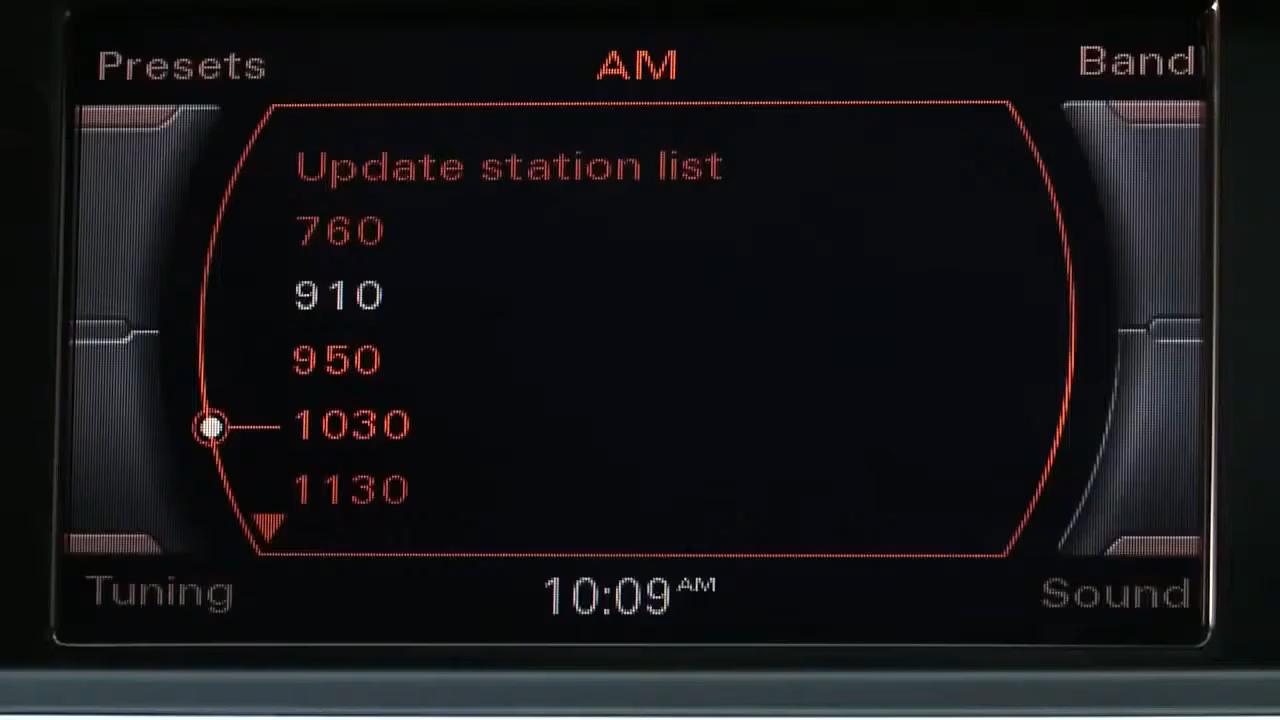 Presets AM Band
Update station list
760
910
950
1030
1130
Tuning 10:09 AM Sound